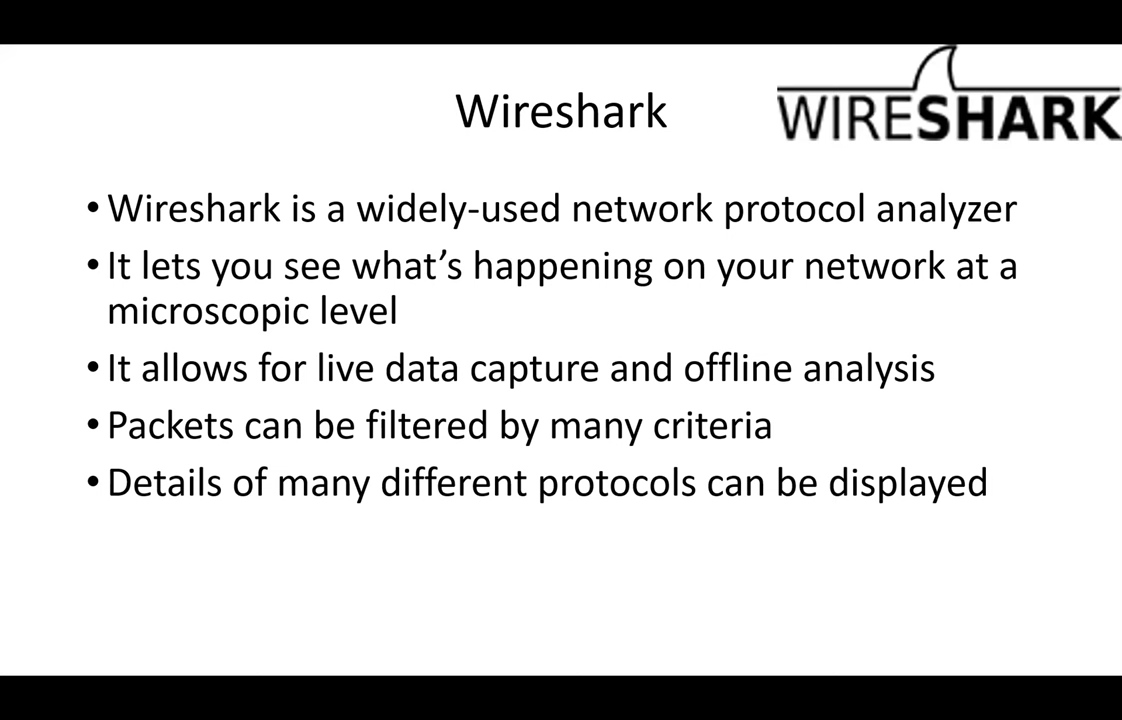 Wireshark
WIRESHARK
• Wireshark is a widely-used network protocol analyzer
• It lets you see what’s happening on your network at a
microscopic level
• It allows for live data capture and offline analysis
• Packets can be filtered by many criteria
• Details of many different protocols can be displayed